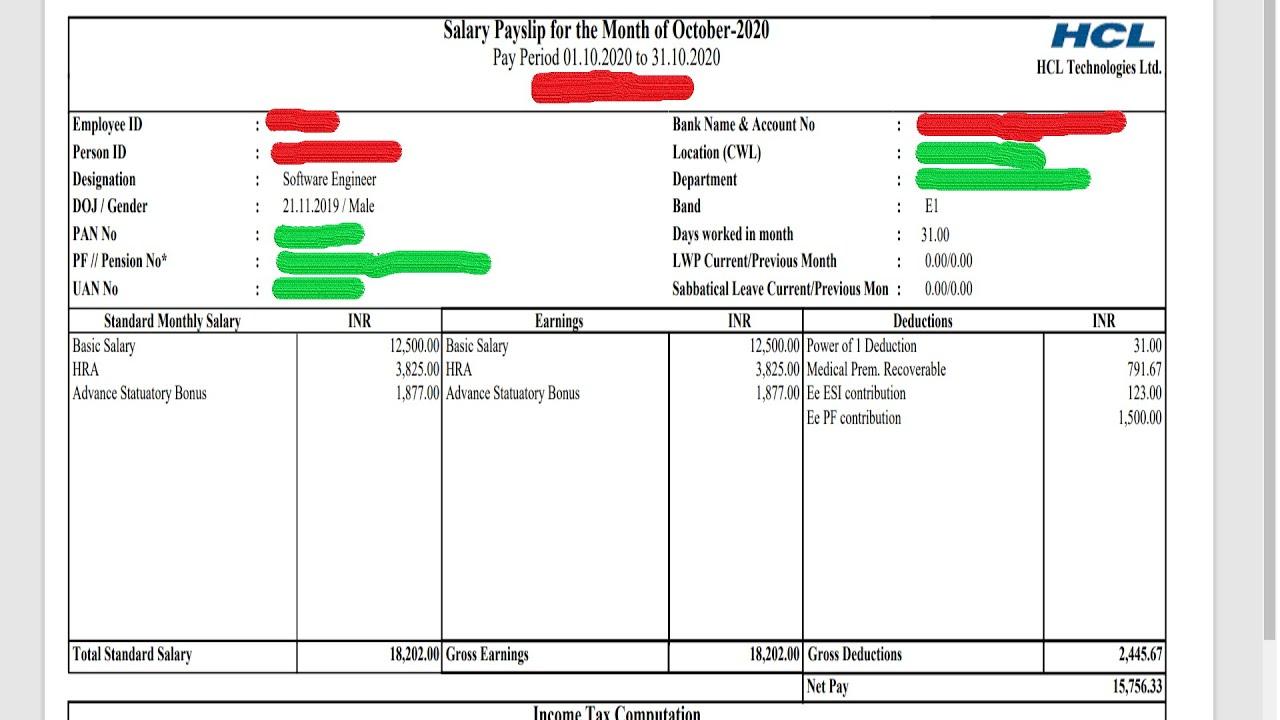 Salary Payslip for the Month of October-2020
HCL
Pay Period 01.10.2020 to 31.10.2020
HCL Technologies Ltd.
Employee ID : Bank Name & Account No :
Person ID : Location (CWL) :
Designation : Software Engineer Department :
DOJ / Gender : 21.11.2019 / Male Band : E1
PAN No : Days worked in month : 31.00
PF // Pension No* : LWP Current/Previous Month : 0.00/0.00
UAN No : Sabbatical Leave Current/Previous Mon : 0.00/0.00
Standard Monthly Salary INR Earnings INR Deductions INR
Basic Salary 12,500.00 Basic Salary 12,500.00 Power of 1 Deduction 31.00
HRA 3,825.00 HRA 3,825.00 Medical Prem. Recoverable 791.67
Advance Statuatory Bonus 1,877.00 Advance Statuatory Bonus 1,877.00 Ee ESI contribution 123.00
Ee PF contribution 1,500.00
Total Standard Salary 18,202.00 Gross Earnings 18,202.00 Gross Deductions 2,445.67
Net Pay 15,756.33
Income Tax Computation